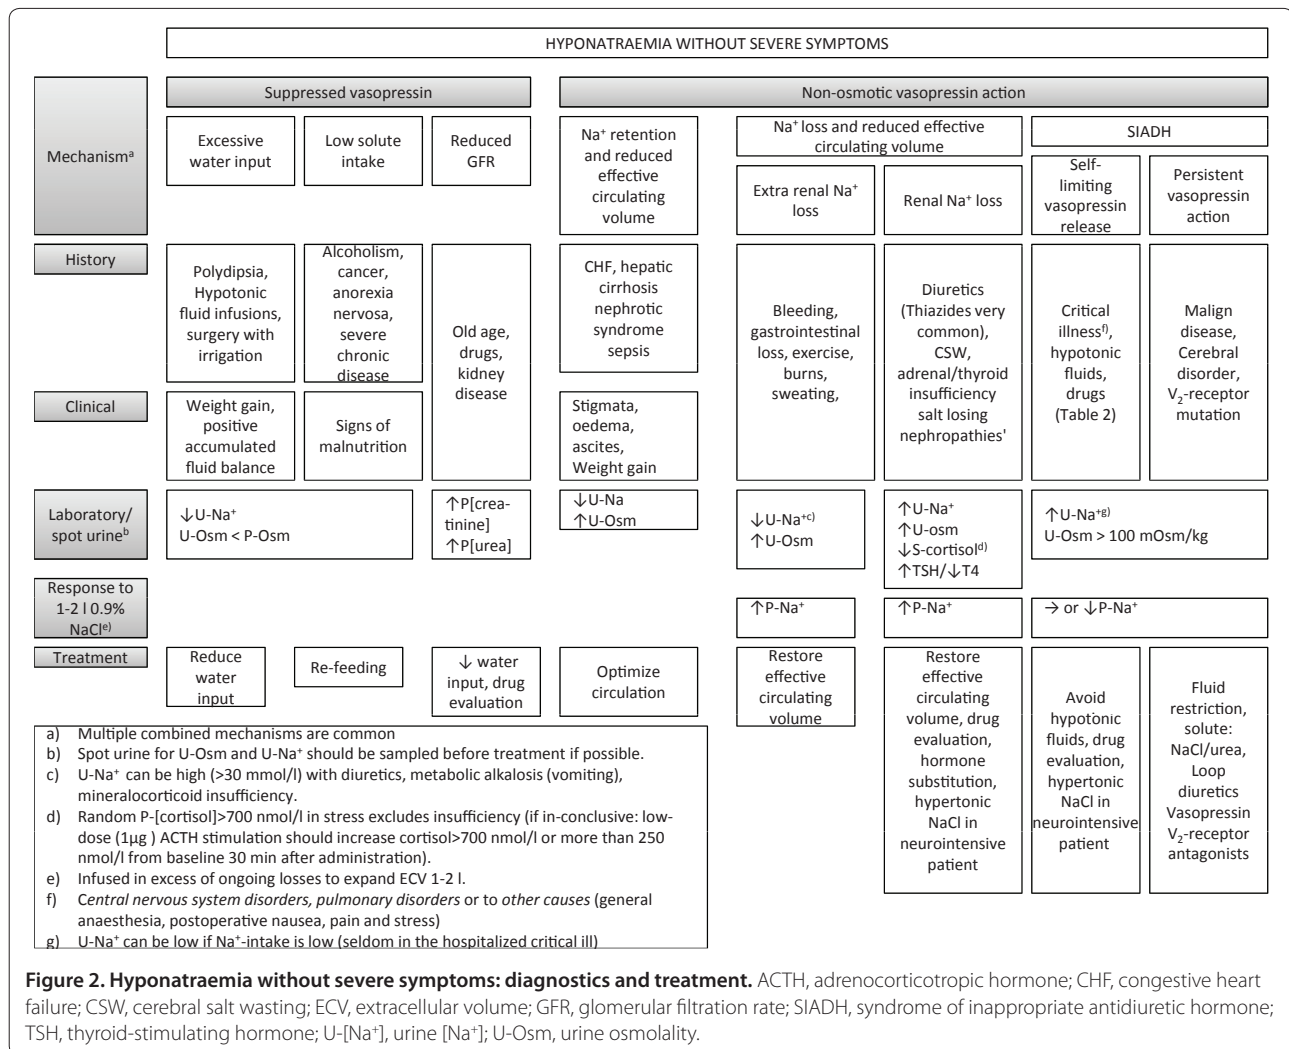 HYPONATRAEMIA WITHOUT SEVERE SYMPTOMS
Mechanismᵃ
Suppressed vasopressin
Non-osmotic vasopressin action
Excessive
water input
Low solute
intake
Reduced
GFR
Na⁺ retention
and reduced
effective
circulating
volume
Na⁺ loss and reduced effective
circulating volume
Extra renal Na⁺
loss
Renal Na⁺ loss
SIADH
Self-
limiting
vasopressin
release
Persistent
vasopressin
action
History
Polydipsia,
Hypotonic
fluid infusions,
surgery with
irrigation
Alcoholism,
cancer,
anorexia
nervosa,
severe
chronic
disease
Old age,
drugs,
kidney
disease
CHF, hepatic
cirrhosis
nephrotic
syndrome
sepsis
Bleeding,
gastrointestinal
loss, exercise,
burns,
sweating,
Diuretics
(Thiazides very
common),
CSW,
adrenal/thyroid
insufficiency
salt losing
nephropathies'
Critical
illnessᶠ⁾,
hypotonic
fluids,
drugs
(Table 2)
Malign
disease,
Cerebral
disorder,
V₂-receptor
mutation
Clinical
Weight gain,
positive
accumulated
fluid balance
Signs of
malnutrition
Stigmata,
oedema,
ascites,
Weight gain
Laboratory/
spot urineᵇ
↓U-Na⁺
U-Osm < P-Osm
↑P[crea-
tinine]
↑P[urea]
↓U-Na
↑U-Osm
↓U-Na⁺ᶜ⁾
↑U-Osm
↑U-Na⁺
↑U-osm
↓S-cortisolᵈ⁾
↑TSH/↓T4
↑U-Na⁺ᵍ⁾
U-Osm > 100 mOsm/kg
Response to
1-2 l 0.9%
NaClᵉ⁾
↑P-Na⁺
↑P-Na⁺
→ or ↓P-Na⁺
Treatment
Reduce
water
input
Re-feeding
↓ water
input, drug
evaluation
Optimize
circulation
Restore
effective
circulating
volume
Restore
effective
circulating
volume, drug
evaluation,
hormone
substitution,
hypertonic
NaCl in
neurointensive
patient
Avoid
hypotonic
fluids, drug
evaluation,
hypertonic
NaCl in
neurointensive
patient
Fluid
restriction,
solute:
NaCl/urea,
Loop
diuretics
Vasopressin
V₂-receptor
antagonists
a) Multiple combined mechanisms are common
b) Spot urine for U-Osm and U-Na⁺ should be sampled before treatment if possible.
c) U-Na⁺ can be high (>30 mmol/l) with diuretics, metabolic alkalosis (vomiting),
mineralocorticoid insufficiency.
d) Random P-[cortisol]>700 nmol/l in stress excludes insufficiency (if in-conclusive: low-
dose (1µg ) ACTH stimulation should increase cortisol>700 nmol/l or more than 250
nmol/l from baseline 30 min after administration).
e) Infused in excess of ongoing losses to expand ECV 1-2 l.
f) Central nervous system disorders, pulmonary disorders or to other causes (general
anaesthesia, postoperative nausea, pain and stress)
g) U-Na⁺ can be low if Na⁺-intake is low (seldom in the hospitalized critical ill)
Figure 2. Hyponatraemia without severe symptoms: diagnostics and treatment. ACTH, adrenocorticotropic hormone; CHF, congestive heart
failure; CSW, cerebral salt wasting; ECV, extracellular volume; GFR, glomerular filtration rate; SIADH, syndrome of inappropriate antidiuretic hormone;
TSH, thyroid-stimulating hormone; U-[Na⁺], urine [Na⁺]; U-Osm, urine osmolality.